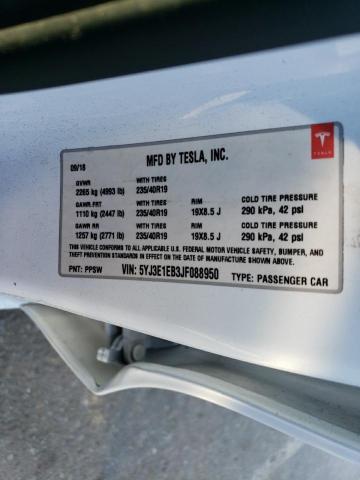 09/18 MFD BY TESLA, INC.
TESLA
GVWR WITH TIRES
2265 kg (4993 lb) 235/40R19
GAWR FRT WITH TIRES RIM COLD TIRE PRESSURE
1110 kg (2447 lb) 235/40R19 19X8.5 J 290 kPa, 42 psi
GAWR RR WITH TIRES RIM COLD TIRE PRESSURE
1257 kg (2771 lb) 235/40R19 19X8.5 J 290 kPa, 42 psi
THIS VEHICLE CONFORMS TO ALL APPLICABLE U.S. FEDERAL MOTOR VEHICLE SAFETY, BUMPER, AND
THEFT PREVENTION STANDARDS IN EFFECT ON THE DATE OF MANUFACTURE SHOWN ABOVE.
PNT: PPSW VIN: 5YJ3E1EB3JF088950 TYPE: PASSENGER CAR